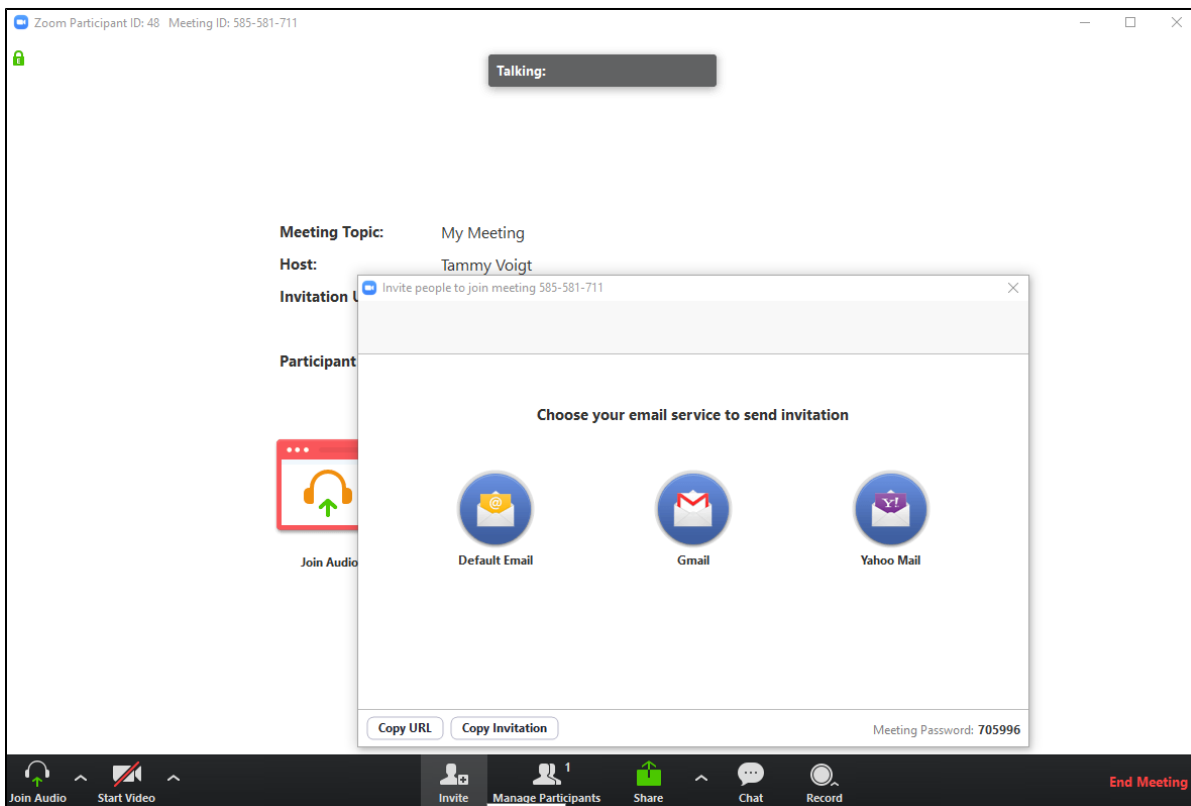 Zoom Participant ID: 48 Meeting ID: 585-581-711
Talking:
Meeting Topic: My Meeting
Host: Tammy Voigt
Invitation U
Participant
Join Audio
Invite people to join meeting 585-581-711
Choose your email service to send invitation
@
Y!
Default Email Gmail Yahoo Mail
Copy URL Copy Invitation Meeting Password: 705996
1
Join Audio Start Video Invite Manage Participants Share Chat Record End Meeting